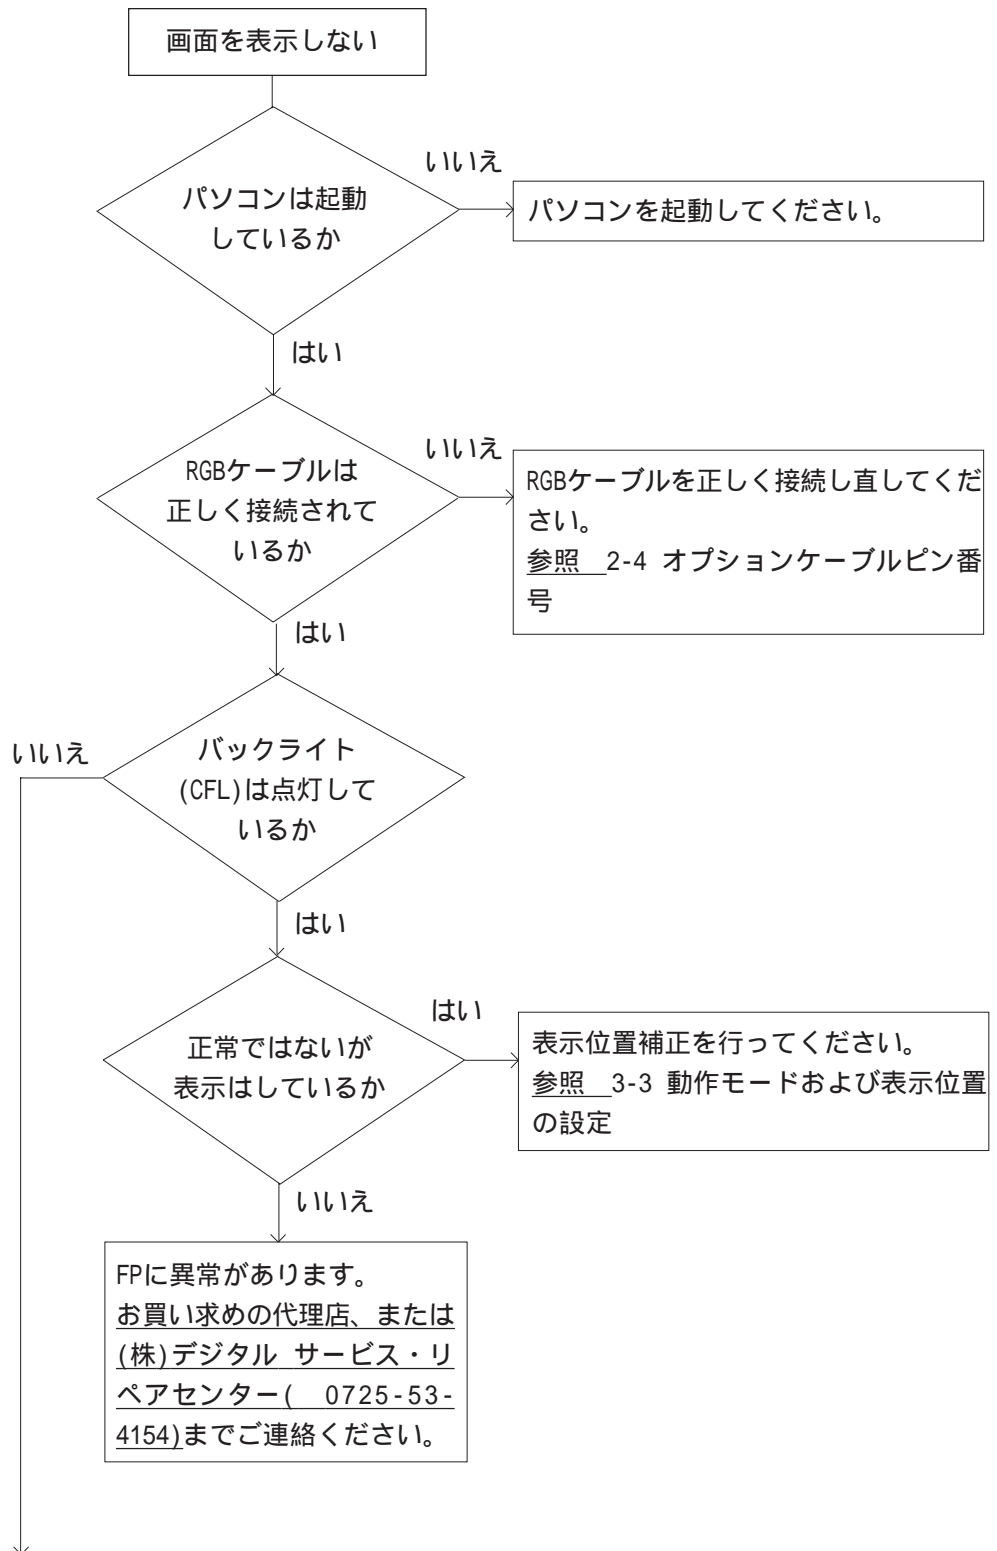 画面を表示しない
いいえ
パソコンは起動
しているか
パソコンを起動してください。
はい
いいえ
RGBケーブルは
正しく接続されて
いるか
RGBケーブルを正しく接続し直してくだ
さい。
参照 2-4 オプションケーブルピン番
号
はい
いいえ
バックライト
(CFL)は点灯して
いるか
はい
はい
正常ではないが
表示はしているか
表示位置補正を行ってください。
参照 3-3 動作モードおよび表示位置
の設定
いいえ
FPに異常があります。
お買い求めの代理店、または
(株)デジタル サービス・リ
ペアセンター( 0725-53-
4154)までご連絡ください。